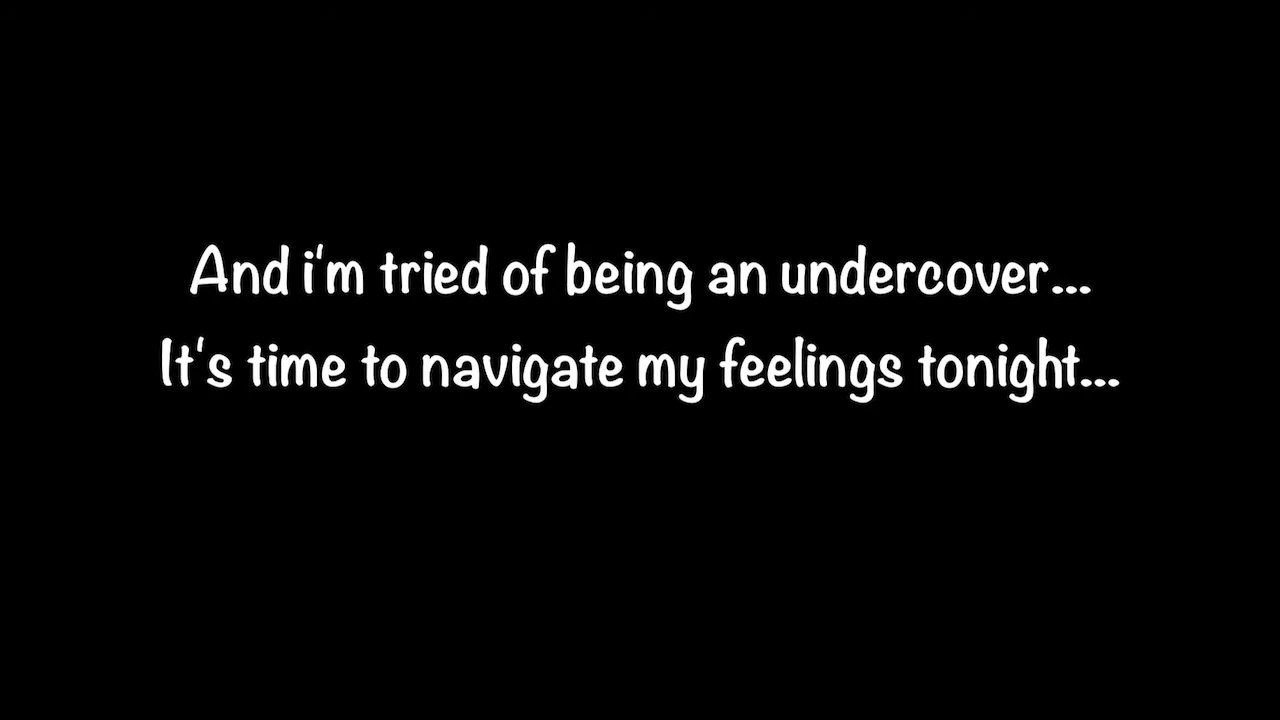 And i'm tried of being an undercover...
It's time to navigate my feelings tonight...